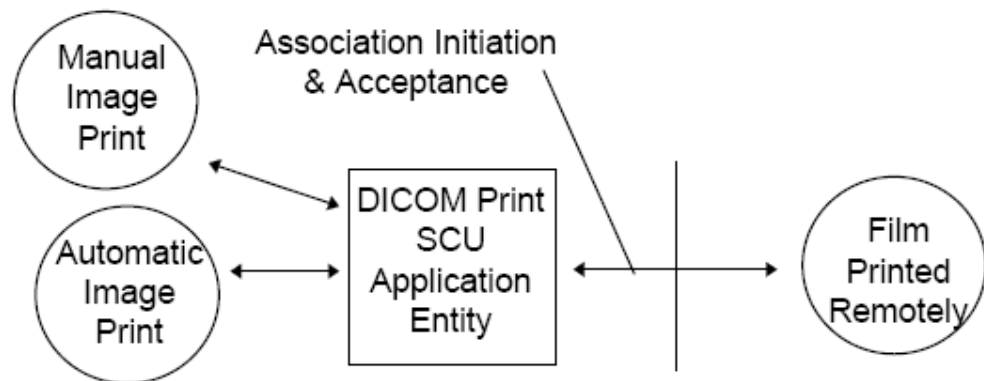 Manual
Image
Print
Association Initiation
& Acceptance
Automatic
Image
Print
DICOM Print
SCU
Application
Entity
Film
Printed
Remotely